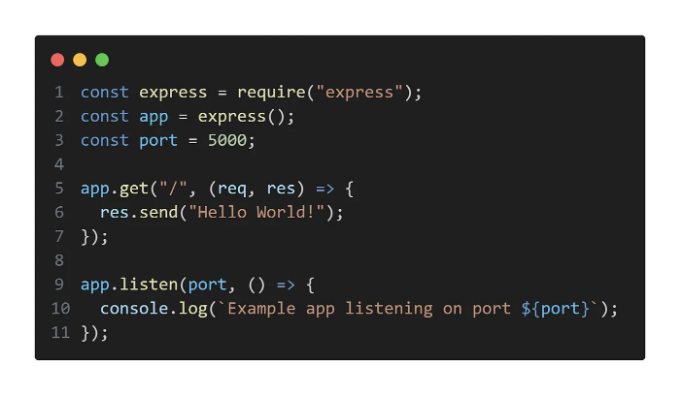 1 const express = require("express");
2 const app = express();
3 const port = 5000;
4
5 app.get("/", (req, res) => {
6   res.send("Hello World!");
7 });
8
9 app.listen(port, () => {
10   console.log(`Example app listening on port ${port}`);
11 });